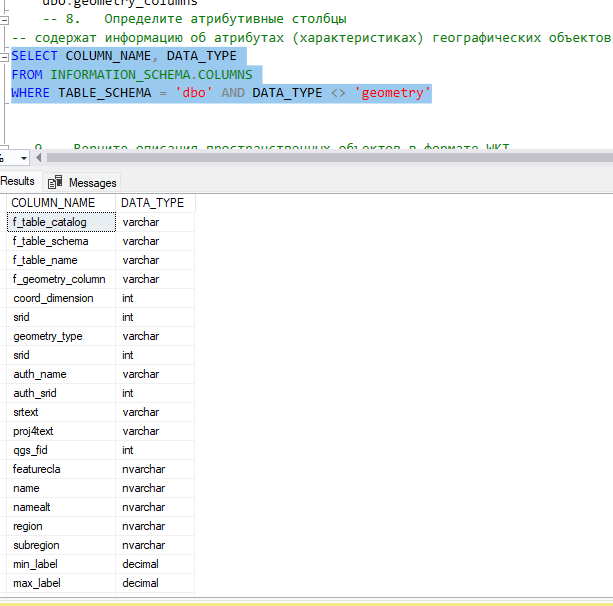 dbo.geometry_columns
-- 8. Определите атрибутивные столбцы
-- содержат информацию об атрибутах (характеристиках) географических объектов
SELECT COLUMN_NAME, DATA_TYPE
FROM INFORMATION_SCHEMA.COLUMNS
WHERE TABLE_SCHEMA = 'dbo' AND DATA_TYPE <> 'geometry'
9. Верните описания пространственных объектов в формате WKT
%
Results Messages
COLUMN_NAME DATA_TYPE
f_table_catalog varchar
f_table_schema varchar
f_table_name varchar
f_geometry_column varchar
coord_dimension int
srid int
geometry_type varchar
srid int
auth_name varchar
auth_srid int
srtext varchar
proj4text varchar
qgs_fid int
featurecla nvarchar
name nvarchar
namealt nvarchar
region nvarchar
subregion nvarchar
min_label decimal
max_label decimal